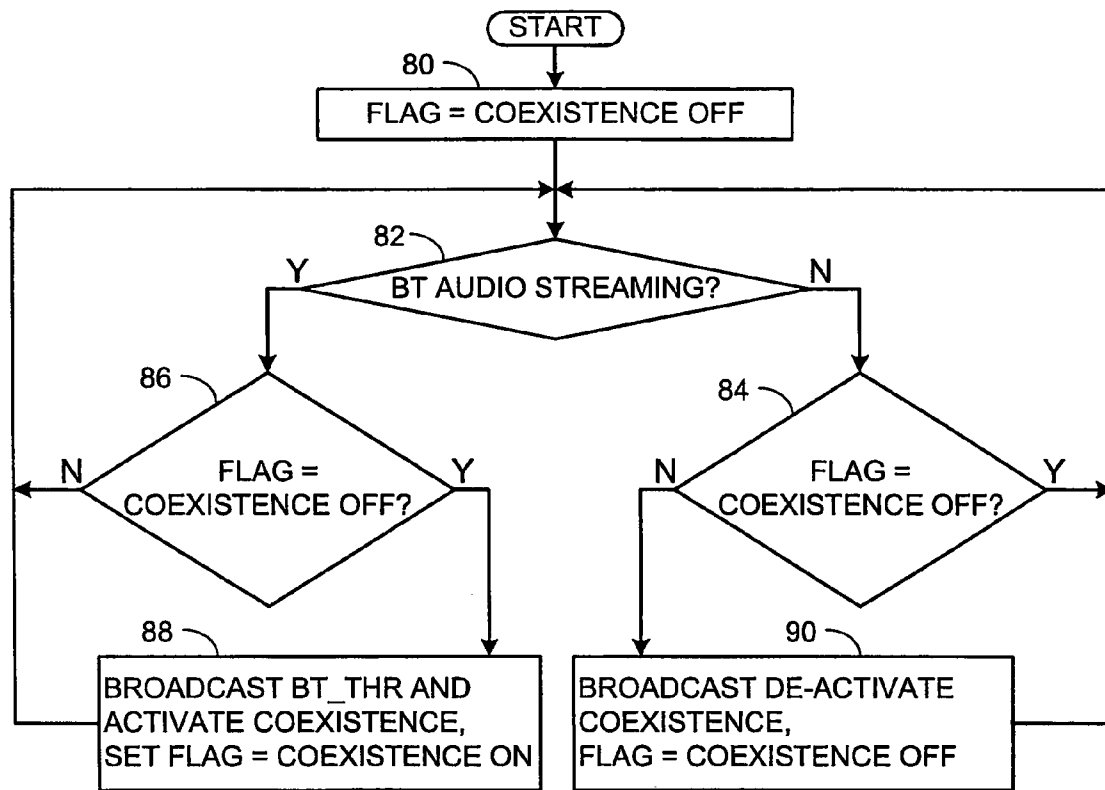 START
80
FLAG = COEXISTENCE OFF
82
Y
BT AUDIO STREAMING?
N
86
N
FLAG =
COEXISTENCE OFF?
Y
84
N
FLAG =
COEXISTENCE OFF?
Y
88
BROADCAST BT_THR AND
ACTIVATE COEXISTENCE,
SET FLAG = COEXISTENCE ON
90
BROADCAST DE-ACTIVATE
COEXISTENCE,
FLAG = COEXISTENCE OFF